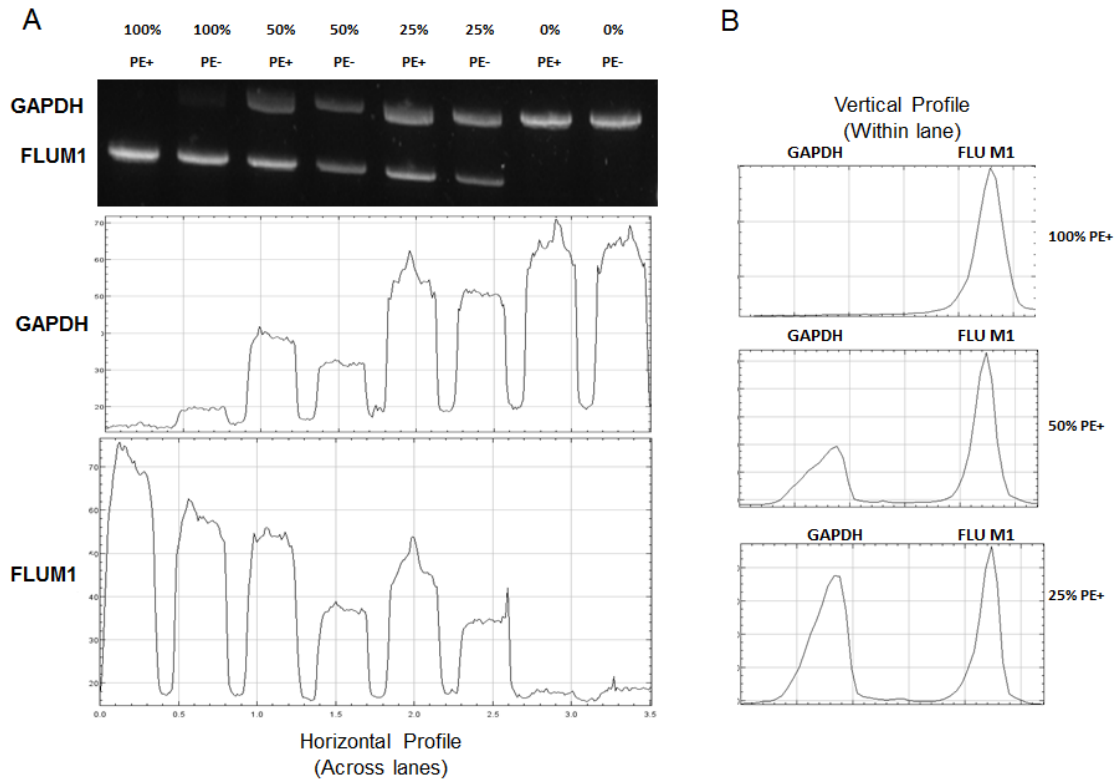 A
100% 100% 50% 50% 25% 25% 0% 0%
PE+ PE- PE+ PE- PE+ PE- PE+ PE-
GAPDH
FLUM1
70
60
50
30
20
GAPDH
70
60
50
40
30
20
FLUM1
0.0 0.5 1.0 1.5 2.0 2.5 3.0 3.5
Horizontal Profile
(Across lanes)
B
Vertical Profile
(Within lane)
GAPDH FLU M1
100% PE+
GAPDH FLU M1
50% PE+
GAPDH FLU M1
25% PE+